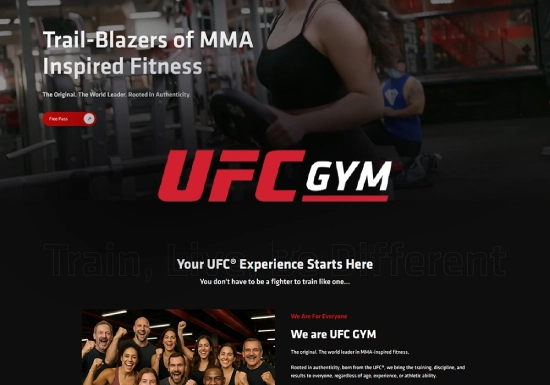 Trail-Blazers of MMA
Inspired Fitness
The Original. The World Leader. Rooted in Authenticity
Free Pass
UFC GYM
Train, Different
Your UFC® Experience Starts Here
You don't have to be a fighter to train like one...
We Are For Everyone
We are UFC GYM
The original. The world leader in MMA-inspired fitness.
Rooted in authenticity, born from the UFC®, we bring the training, discipline, and
results to everyone, regardless of age, experience, or athletic ability.